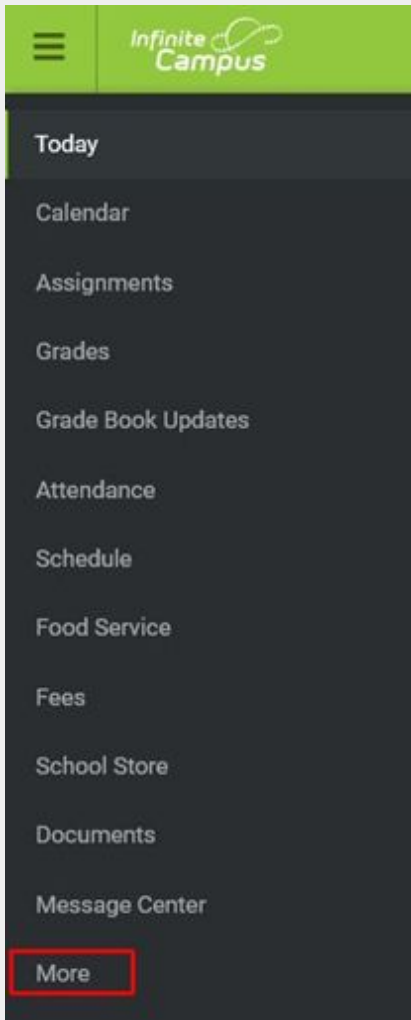 Infinite
Campus
Today
Calendar
Assignments
Grades
Grade Book Updates
Attendance
Schedule
Food Service
Fees
School Store
Documents
Message Center
More